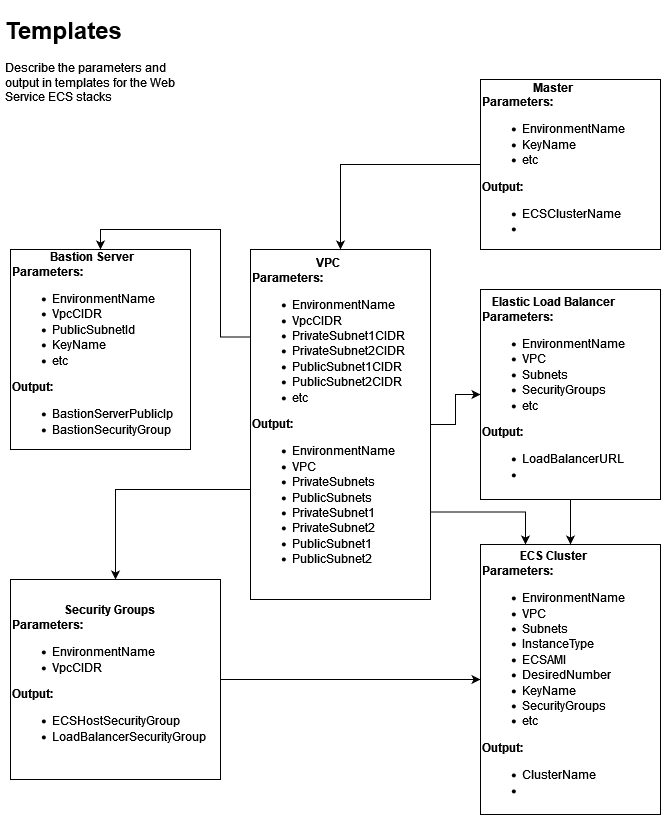 Templates
Describe the parameters and
output in templates for the Web
Service ECS stacks
Master
Parameters:
EnvironmentName
KeyName
etc
Output:
ECSClusterName
Bastion Server
Parameters:
EnvironmentName
VpcCIDR
PublicSubnetId
KeyName
etc
Output:
BastionServerPublicIp
BastionSecurityGroup
VPC
Parameters:
EnvironmentName
VpcCIDR
PrivateSubnet1CIDR
PrivateSubnet2CIDR
PublicSubnet1CIDR
PublicSubnet2CIDR
etc
Output:
EnvironmentName
VPC
PrivateSubnets
PublicSubnets
PrivateSubnet1
PrivateSubnet2
PublicSubnet1
PublicSubnet2
Elastic Load Balancer
Parameters:
EnvironmentName
VPC
Subnets
SecurityGroups
etc
Output:
LoadBalancerURL
Security Groups
Parameters:
EnvironmentName
VpcCIDR
Output:
ECSHostSecurityGroup
LoadBalancerSecurityGroup
ECS Cluster
Parameters:
EnvironmentName
VPC
Subnets
InstanceType
ECSAMI
DesiredNumber
KeyName
SecurityGroups
etc
Output:
ClusterName